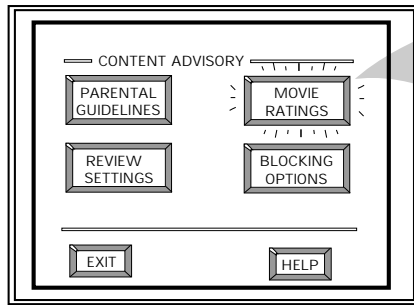 CONTENT ADVISORY
PARENTAL
GUIDELINES
MOVIE
RATINGS
REVIEW
SETTINGS
BLOCKING
OPTIONS
EXIT
HELP